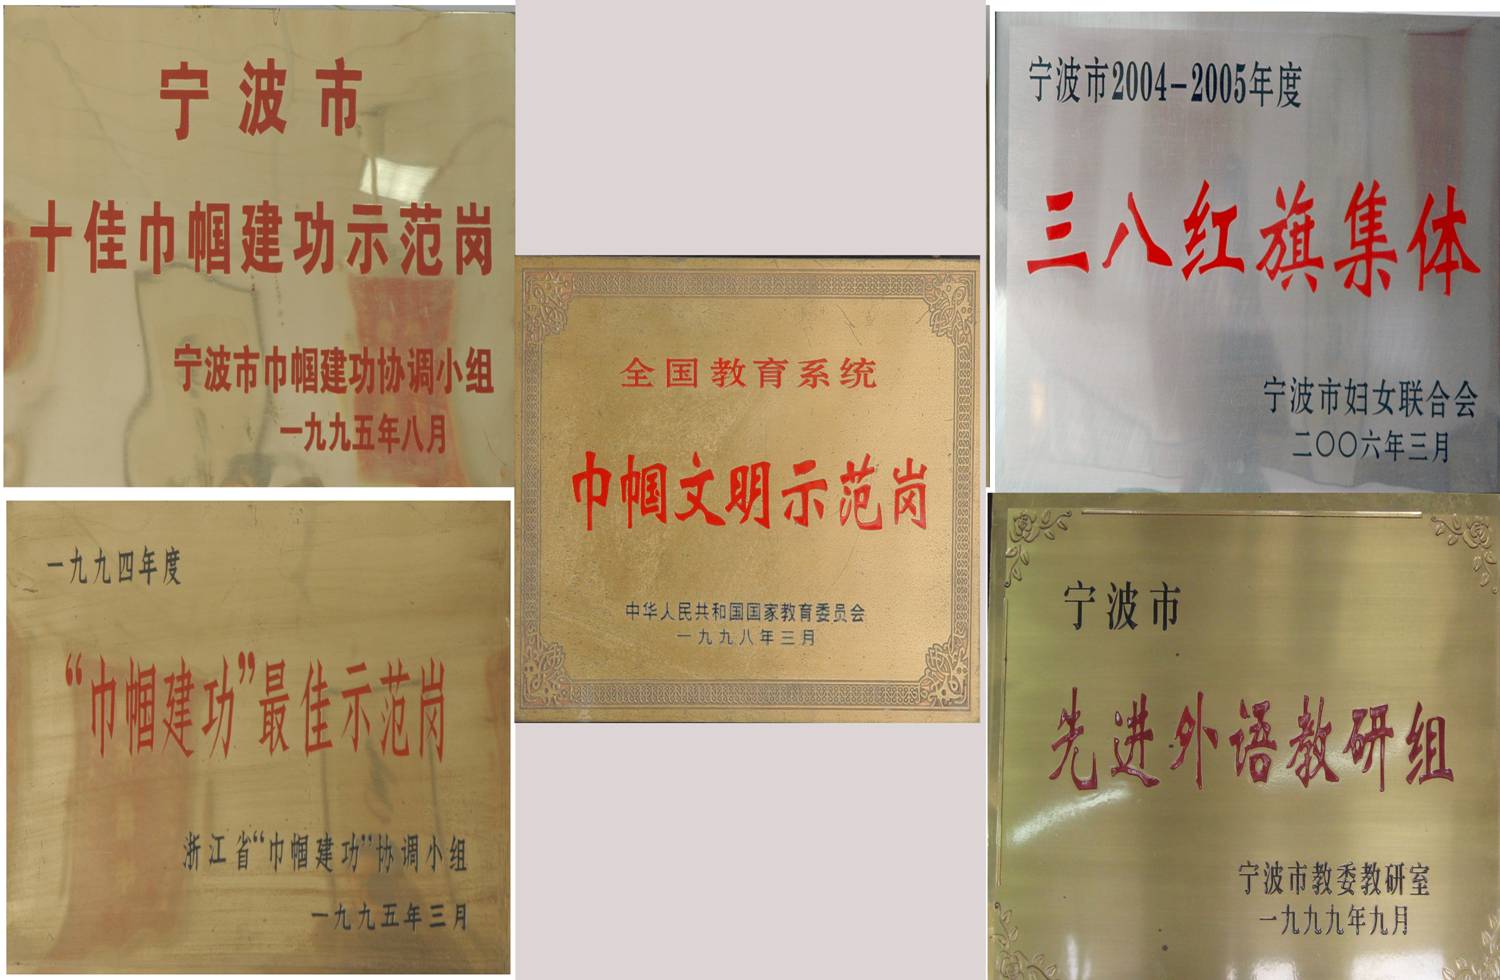 宁波市
十佳巾帼建功示范岗
宁波市巾帼建功协调小组
一九九五年八月
一九九四年度
“巾帼建功”最佳示范岗
浙江省“巾帼建功”协调小组
一九九五年三月
全国教育系统
巾帼文明示范岗
中华人民共和国国家教育委员会
一九九八年三月
宁波市2004-2005年度
三八红旗集体
宁波市妇女联合会
二〇〇六年三月
宁波市
先进外语教研组
宁波市教委教研室
一九九九年九月